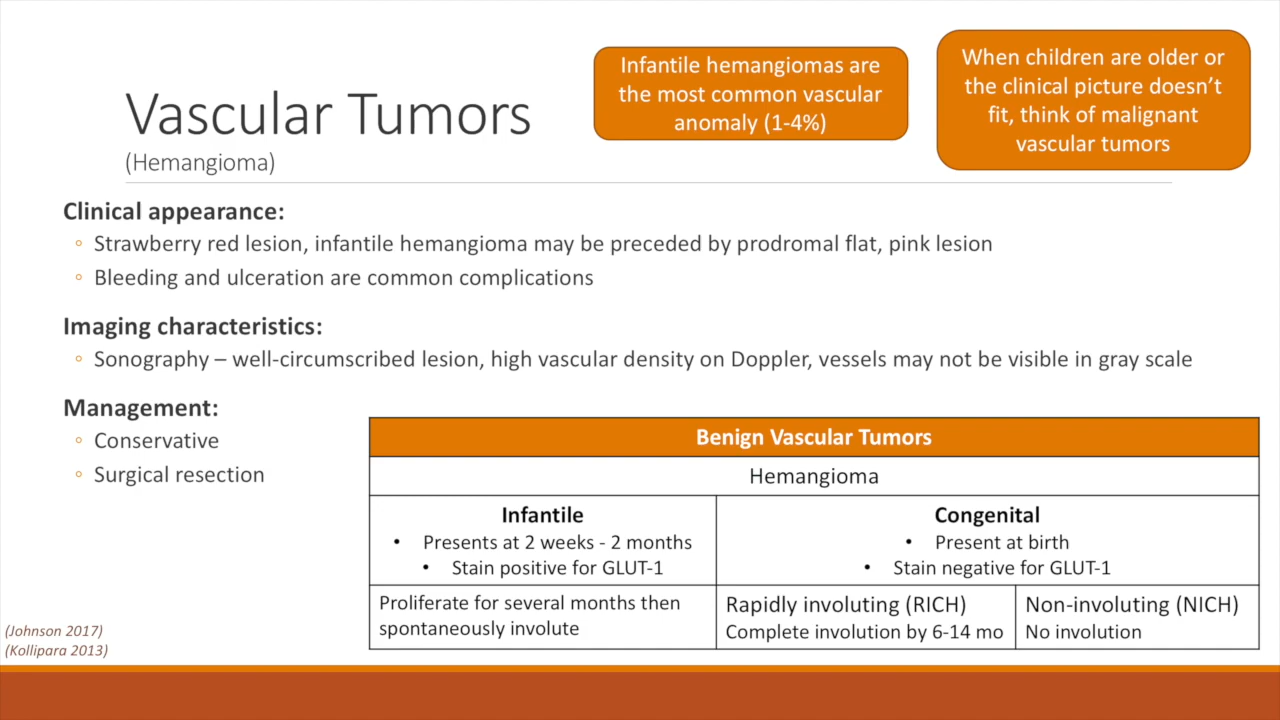 Vascular Tumors
(Hemangioma)
Infantile hemangiomas are
the most common vascular
anomaly (1-4%)
When children are older or
the clinical picture doesn’t
fit, think of malignant
vascular tumors
Clinical appearance:
◦ Strawberry red lesion, infantile hemangioma may be preceded by prodromal flat, pink lesion
◦ Bleeding and ulceration are common complications
Imaging characteristics:
◦ Sonography – well-circumscribed lesion, high vascular density on Doppler, vessels may not be visible in gray scale
Management:
◦ Conservative
◦ Surgical resection
Benign Vascular Tumors
Hemangioma
Infantile
• Presents at 2 weeks - 2 months
• Stain positive for GLUT-1
Congenital
• Present at birth
• Stain negative for GLUT-1
Proliferate for several months then
spontaneously involute
Rapidly involuting (RICH)
Complete involution by 6-14 mo
Non-involuting (NICH)
No involution
(Johnson 2017)
(Kollipara 2013)